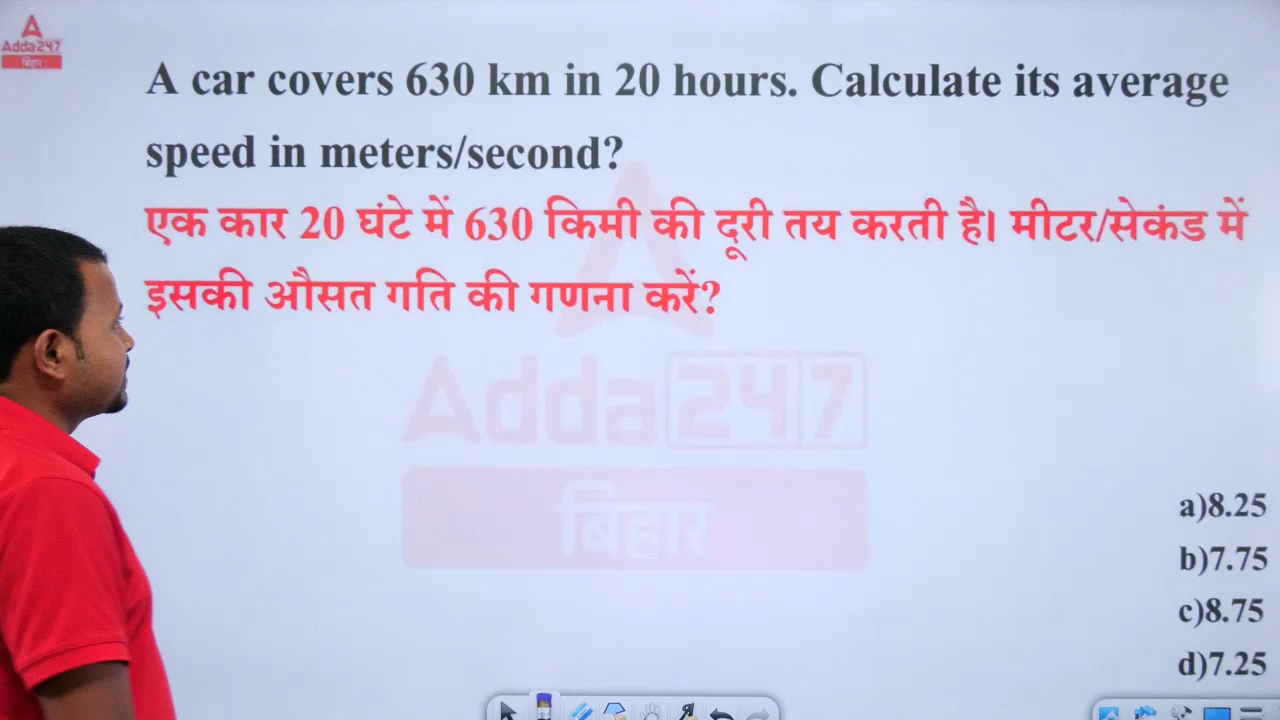 Adda247
बिहार
A car covers 630 km in 20 hours. Calculate its average
speed in meters/second?
एक कार 20 घंटे में 630 किमी की दूरी तय करती है। मीटर/सेकंड में
इसकी औसत गति की गणना करें?
Adda247
बिहार
a)8.25
b)7.75
c)8.75
d)7.25